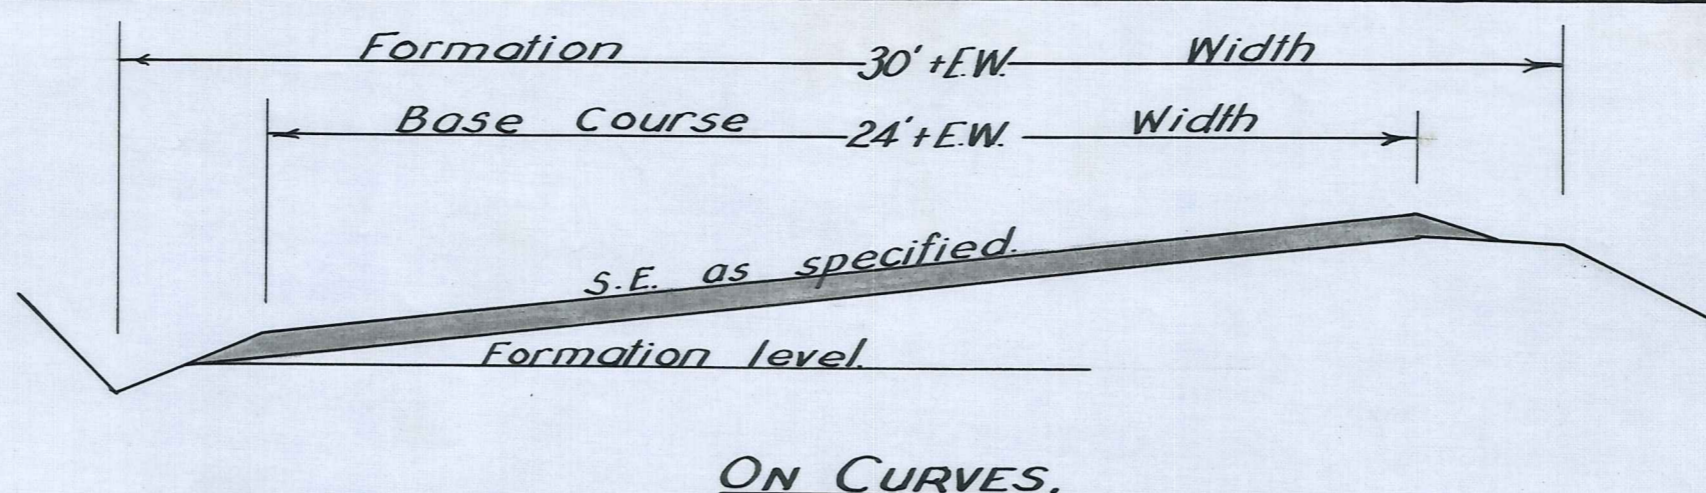 Formation 30' + E.W. Width
Base Course 24' + E.W. Width
S.E. as specified.
Formation level.
ON CURVES.